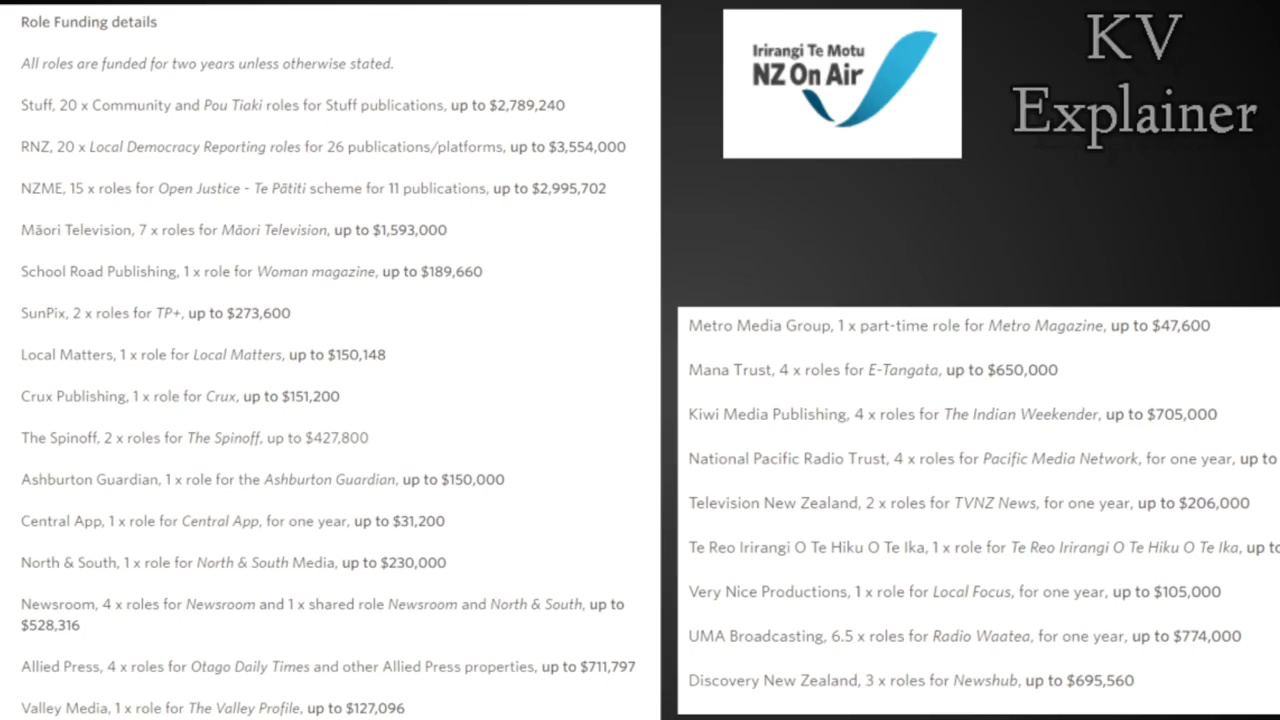 Role Funding details
All roles are funded for two years unless otherwise stated.
Stuff, 20 x Community and Pou Tiaki roles for Stuff publications, up to $2,789,240
RNZ, 20 x Local Democracy Reporting roles for 26 publications/platforms, up to $3,554,000
NZME, 15 x roles for Open Justice - Te Pātiti scheme for 11 publications, up to $2,995,702
Māori Television, 7 x roles for Māori Television, up to $1,593,000
School Road Publishing, 1 x role for Woman magazine, up to $189,660
SunPix, 2 x roles for TP+, up to $273,600
Local Matters, 1 x role for Local Matters, up to $150,148
Crux Publishing, 1 x role for Crux, up to $151,200
The Spinoff, 2 x roles for The Spinoff, up to $427,800
Ashburton Guardian, 1 x role for the Ashburton Guardian, up to $150,000
Central App, 1 x role for Central App, for one year, up to $31,200
North & South, 1 x role for North & South Media, up to $230,000
Newsroom, 4 x roles for Newsroom and 1 x shared role Newsroom and North & South, up to
$528,316
Allied Press, 4 x roles for Otago Daily Times and other Allied Press properties, up to $711,797
Valley Media, 1 x role for The Valley Profile, up to $127,096
Irirangi Te Motu
NZ On Air
KV
Explainer
Metro Media Group, 1 x part-time role for Metro Magazine, up to $47,600
Mana Trust, 4 x roles for E-Tangata, up to $650,000
Kiwi Media Publishing, 4 x roles for The Indian Weekender, up to $705,000
National Pacific Radio Trust, 4 x roles for Pacific Media Network, for one year, up to
Television New Zealand, 2 x roles for TVNZ News, for one year, up to $206,000
Te Reo Irirangi O Te Hiku O Te Ika, 1 x role for Te Reo Irirangi O Te Hiku O Te Ika, up to
Very Nice Productions, 1 x role for Local Focus, for one year, up to $105,000
UMA Broadcasting, 6.5 x roles for Radio Waatea, for one year, up to $774,000
Discovery New Zealand, 3 x roles for Newshub, up to $695,560